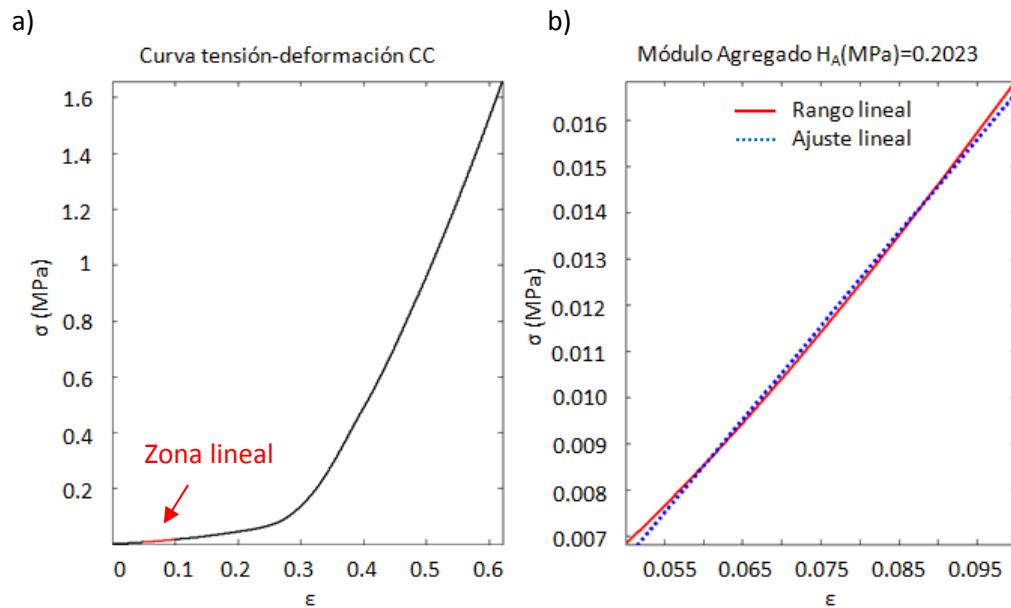 a)
Curva tensión-deformación CC
1.6
1.4
1.2
1
0.8
0.6
0.4
0.2
σ (MPa)
Zona lineal
0 0.1 0.2 0.3 0.4 0.5 0.6
ε
b)
Módulo Agregado H_A(MPa)=0.2023
Rango lineal
Ajuste lineal
0.016
0.015
0.014
0.013
0.012
0.011
0.010
0.009
0.008
0.007
σ (MPa)
0.055 0.065 0.075 0.085 0.095
ε